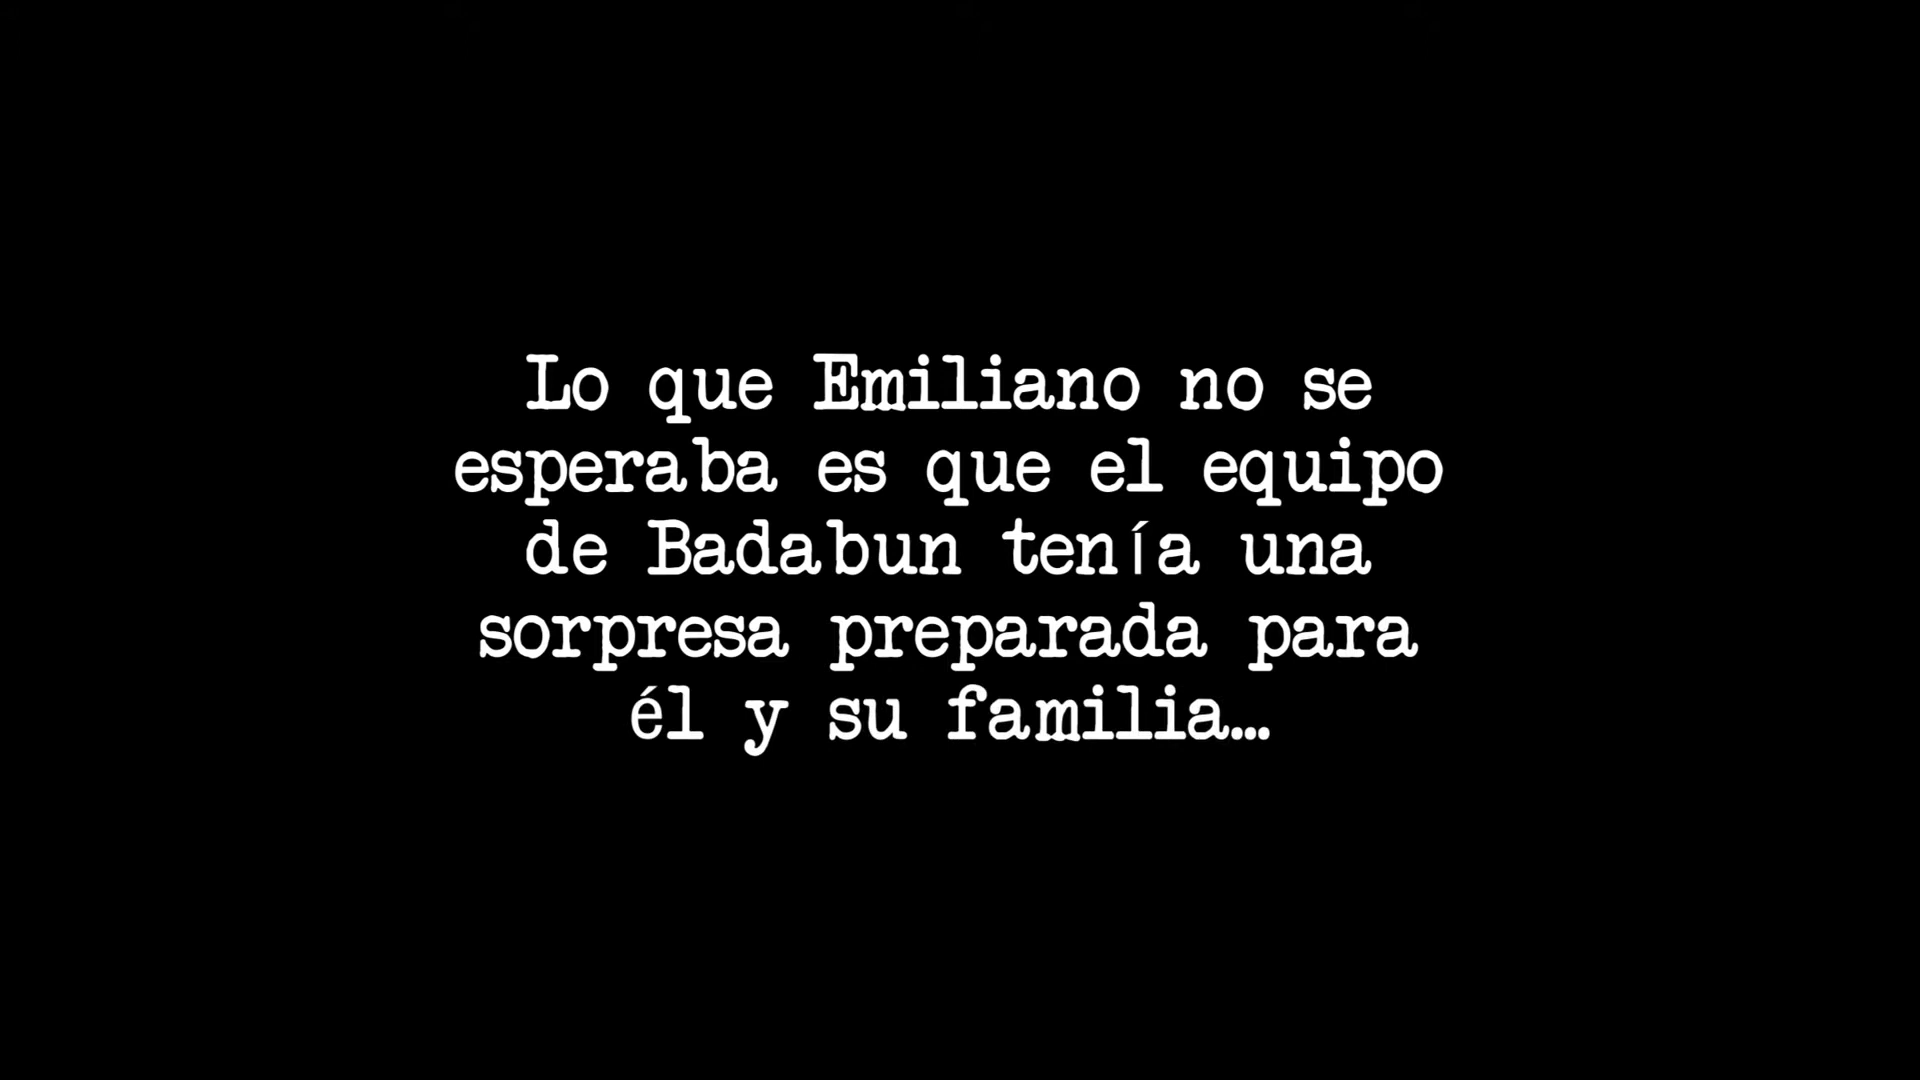 Lo que Emiliano no se
esperaba es que el equipo
de Badabun tenía una
sorpresa preparada para
él y su familia...